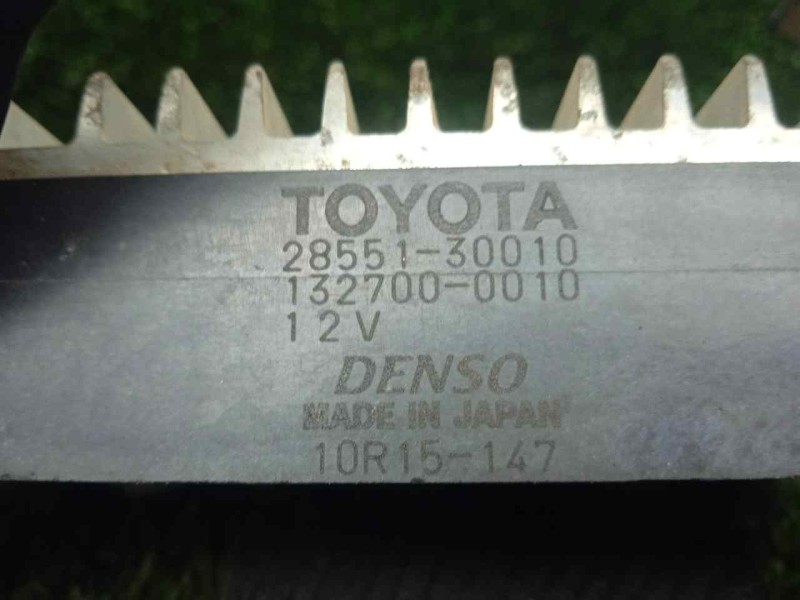 TOYOTA
28551-30010
132700-0010
12V
DENSO
MADE IN JAPAN
10R15-147